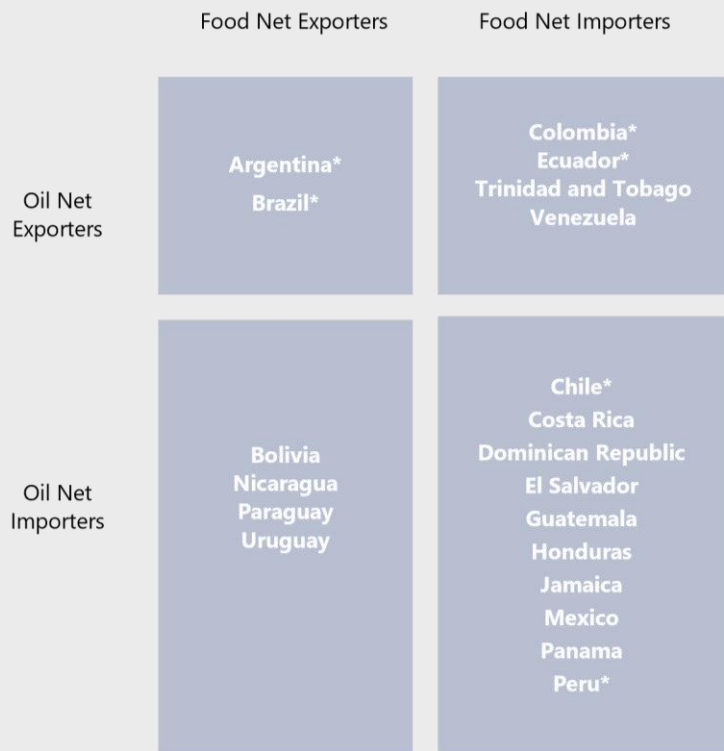 Food Net Exporters
Food Net Importers
Oil Net
Exporters
Argentina*
Brazil*
Colombia*
Ecuador*
Trinidad and Tobago
Venezuela
Oil Net
Importers
Bolivia
Nicaragua
Paraguay
Uruguay
Chile*
Costa Rica
Dominican Republic
El Salvador
Guatemala
Honduras
Jamaica
Mexico
Panama
Peru*